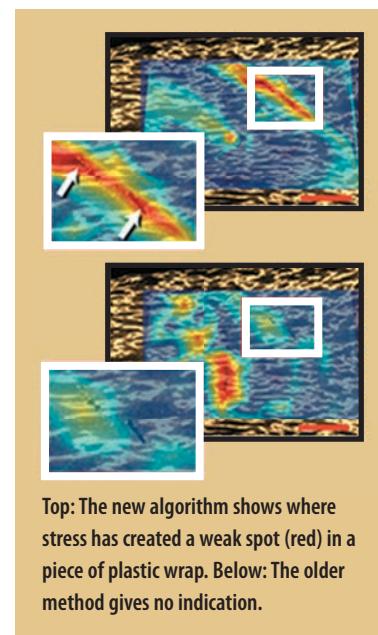 Top: The new algorithm shows where
stress has created a weak spot (red) in a
piece of plastic wrap. Below: The older
method gives no indication.